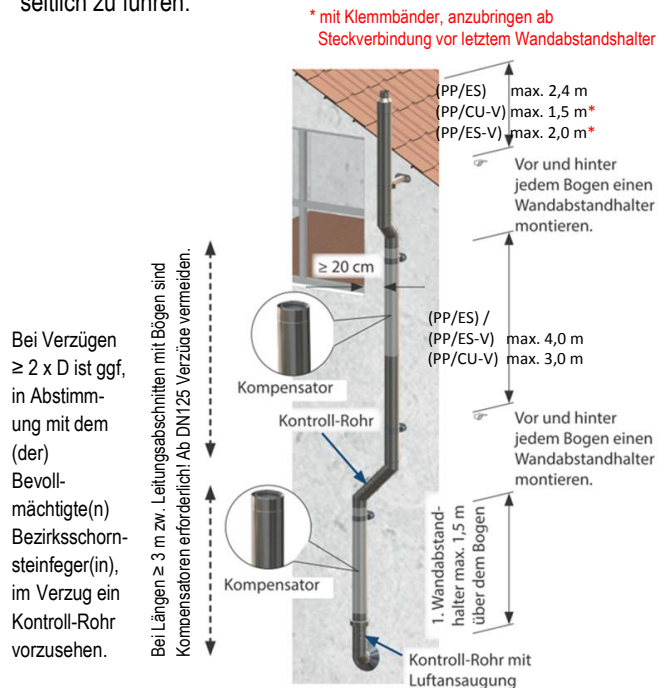 seitlich zu führen.
* mit Klemmbänder, anzubringen ab
Steckverbindung vor letztem Wandabstandshalter
(PP/ES) max. 2,4 m
(PP/CU-V) max. 1,5 m*
(PP/ES-V) max. 2,0 m*
☞ Vor und hinter
jedem Bogen einen
Wandabstandhalter
montieren.
≥ 20 cm
(PP/ES) /
(PP/ES-V) max. 4,0 m
(PP/CU-V) max. 3,0 m
Kompensator
Kontroll-Rohr
☞ Vor und hinter
jedem Bogen einen
Wandabstandhalter
montieren.
Bei Verzügen
≥ 2 x D ist ggf,
in Abstimm-
ung mit dem
(der)
Bevoll-
mächtigte(n)
Bezirksschorn-
steinfeger(in),
im Verzug ein
Kontroll-Rohr
vorzusehen.
Bei Längen ≥ 3 m zw. Leitungsabschnitten mit Bögen sind
Kompensatoren erforderlich! Ab DN125 Verzüge vermeiden.
Kompensator
1. Wandabstand-
halter max. 1,5 m
über dem Bogen
Kontroll-Rohr mit
Luftansaugung